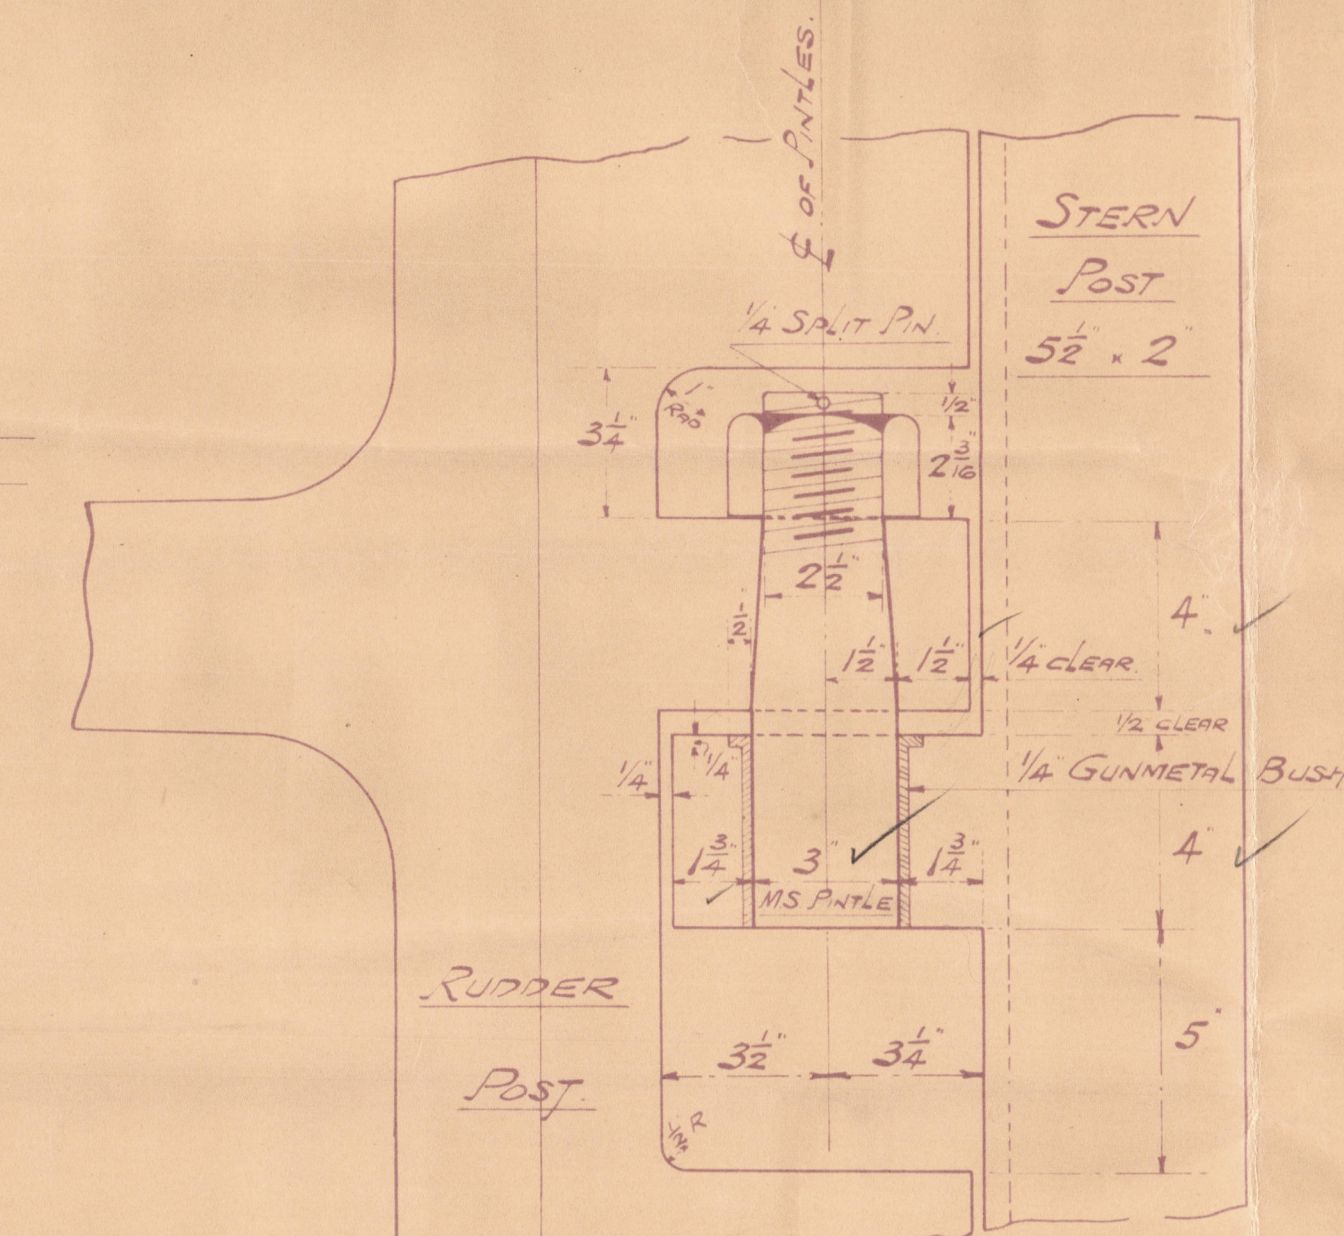 ℄ OF PINTLES.
STERN
POST
5½" × 2"
¼ SPLIT PIN.
1" RAD
½"
3¼"
2 3/16"
2½"
½"
4"
1½"
1½"
¼" CLEAR
½ CLEAR
¼"
¼"
¼" GUNMETAL BUSH
1¾"
3"
1¾"
4"
MS PINTLE
RUDDER
POST.
3½"
3¼"
5"
½" R